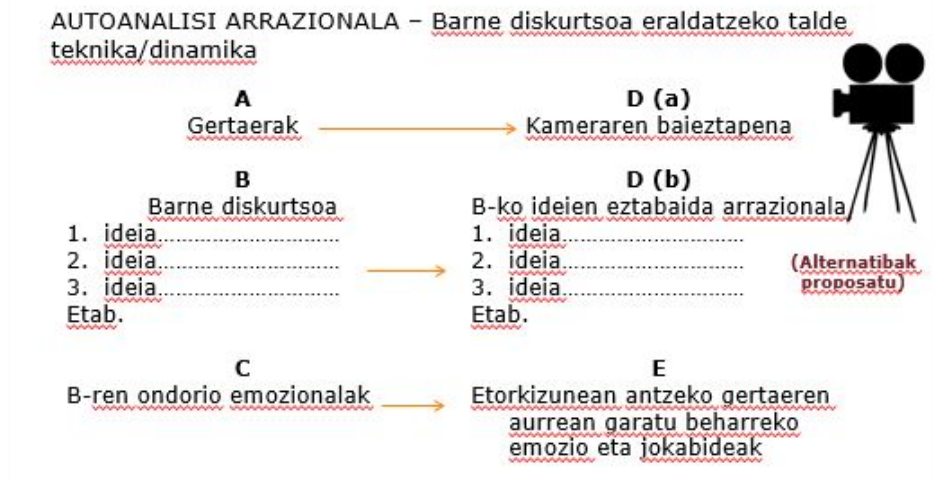 AUTOANALISI ARRAZIONALA – Barne diskurtsoa eraldatzeko talde
teknika/dinamika
A
Gertaerak
D (a)
Kameraren baieztapena
B
Barne diskurtsoa
1. ideia..............................
2. ideia..............................
3. ideia..............................
Etab.
D (b)
B-ko ideien eztabaida arrazionala
1. ideia..............................
2. ideia..............................
3. ideia..............................
Etab.
(Alternatibak
proposatu)
C
B-ren ondorio emozionalak
E
Etorkizunean antzeko gertaeren
aurrean garatu beharreko
emozio eta jokabideak